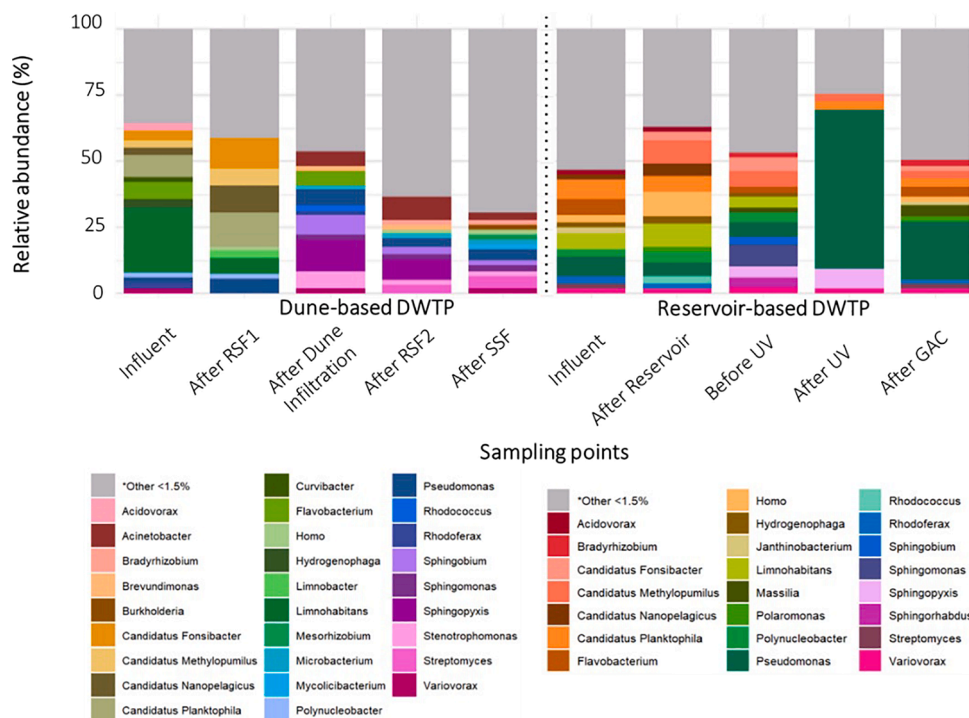 Relative abundance (%)
100
75
50
25
0
Dune-based DWTP
Reservoir-based DWTP
Influent
After RSF1
After Dune
Infiltration
After RSF2
After SSF
Influent
After Reservoir
Before UV
After UV
After GAC
Sampling points
*Other <1.5%
Acidovorax
Acinetobacter
Bradyrhizobium
Brevundimonas
Burkholderia
Candidatus Fonsibacter
Candidatus Methylopumilus
Candidatus Nanopelagicus
Candidatus Planktophila
Curvibacter
Flavobacterium
Homo
Hydrogenophaga
Limnobacter
Limnohabitans
Mesorhizobium
Microbacterium
Mycolicibacterium
Polynucleobacter
Pseudomonas
Rhodococcus
Rhodoferax
Sphingobium
Sphingomonas
Sphingopyxis
Stenotrophomonas
Streptomyces
Variovorax
*Other <1.5%
Acidovorax
Bradyrhizobium
Candidatus Fonsibacter
Candidatus Methylopumilus
Candidatus Nanopelagicus
Candidatus Planktophila
Flavobacterium
Homo
Hydrogenophaga
Janthinobacterium
Limnohabitans
Massilia
Polaromonas
Polynucleobacter
Pseudomonas
Rhodococcus
Rhodoferax
Sphingobium
Sphingomonas
Sphingopyxis
Sphingorhabdus
Streptomyces
Variovorax